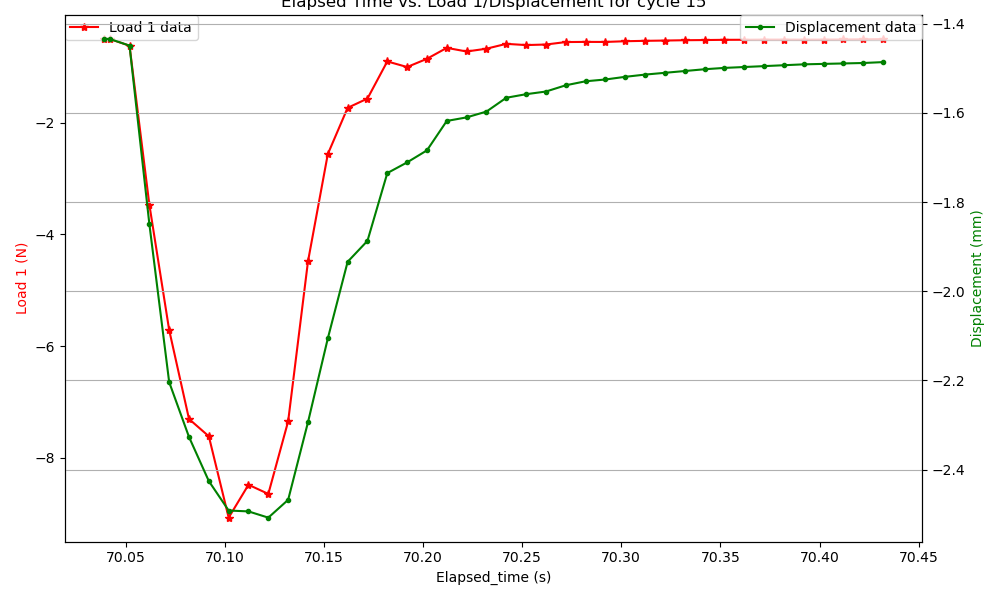 Elapsed Time vs. Load 1/Displacement for cycle 15
Load 1 data
Displacement data
−2
−4
−6
−8
Load 1 (N)
−1.4
−1.6
−1.8
−2.0
−2.2
−2.4
Displacement (mm)
70.05 70.10 70.15 70.20 70.25 70.30 70.35 70.40 70.45
Elapsed_time (s)